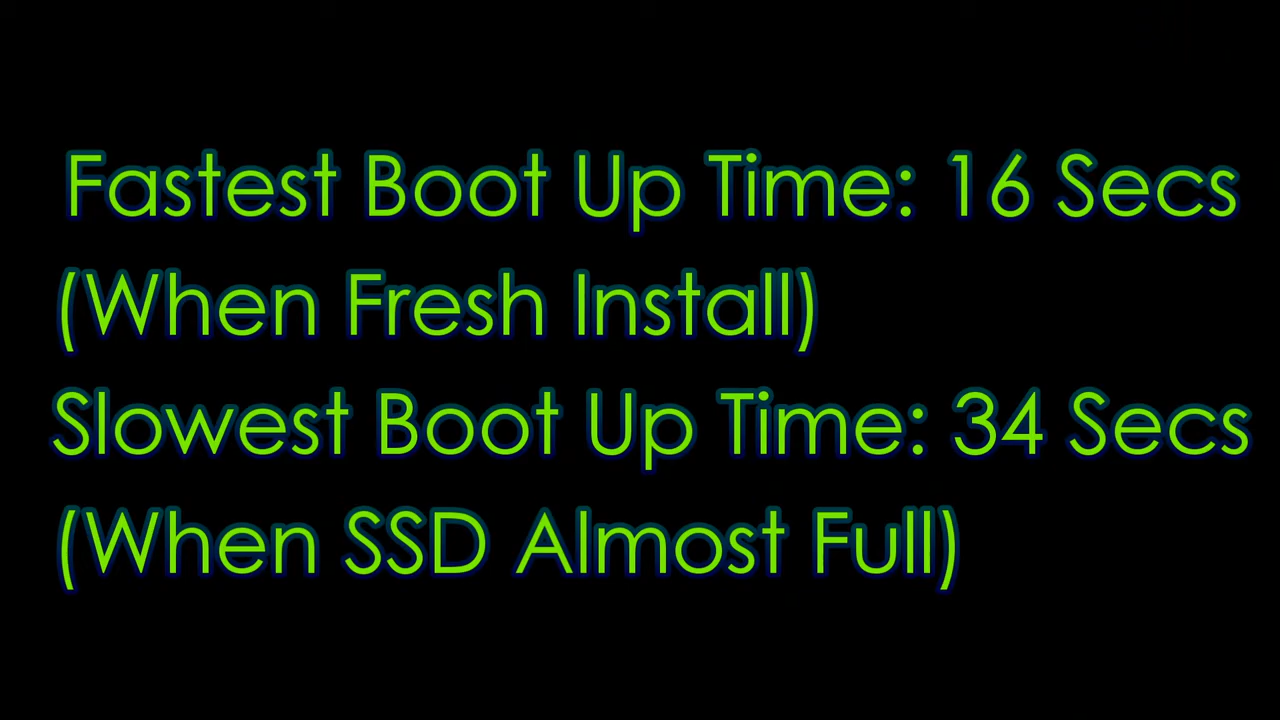 Fastest Boot Up Time: 16 Secs
(When Fresh Install)
Slowest Boot Up Time: 34 Secs
(When SSD Almost Full)